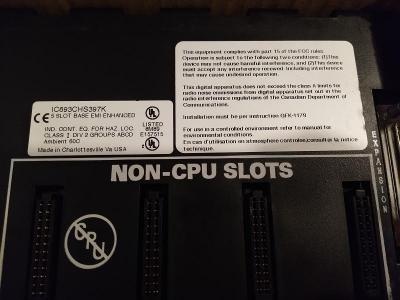 This equipment complies with part 15 of the FCC rules.
Operation is subject to the following two conditions: (1)This
device may not cause harmful interference, and (2)This device
must accept any interference received including interference
that may cause undesired operation.
This digital apparatus does not exceed the class A limits for
radio noise emissions from digital apparatus set out in the
radio interference regulations of the Canadian Department of
Communications.
Installation must be per instruction GFK-1179
For use in a controlled environment refer to manual for
environmental conditions.
En cas d'utilisation en atmosphere controlee, consulter la notice
technique.
IC693CHS397K
5 SLOT BASE EMI ENHANCED
IND. CONT. EQ. FOR HAZ. LOC.
CLASS I DIV 2 GROUPS ABCD
Ambient 60C
Made in Charlottesville Va USA
LISTED
8M89
E157515
EXPANSION
NON-CPU SLOTS
CPU